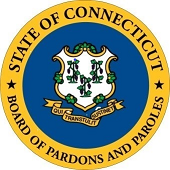 STATE OF CONNECTICUT
QUI TRANSTULIT SUSTINET
BOARD OF PARDONS AND PAROLES